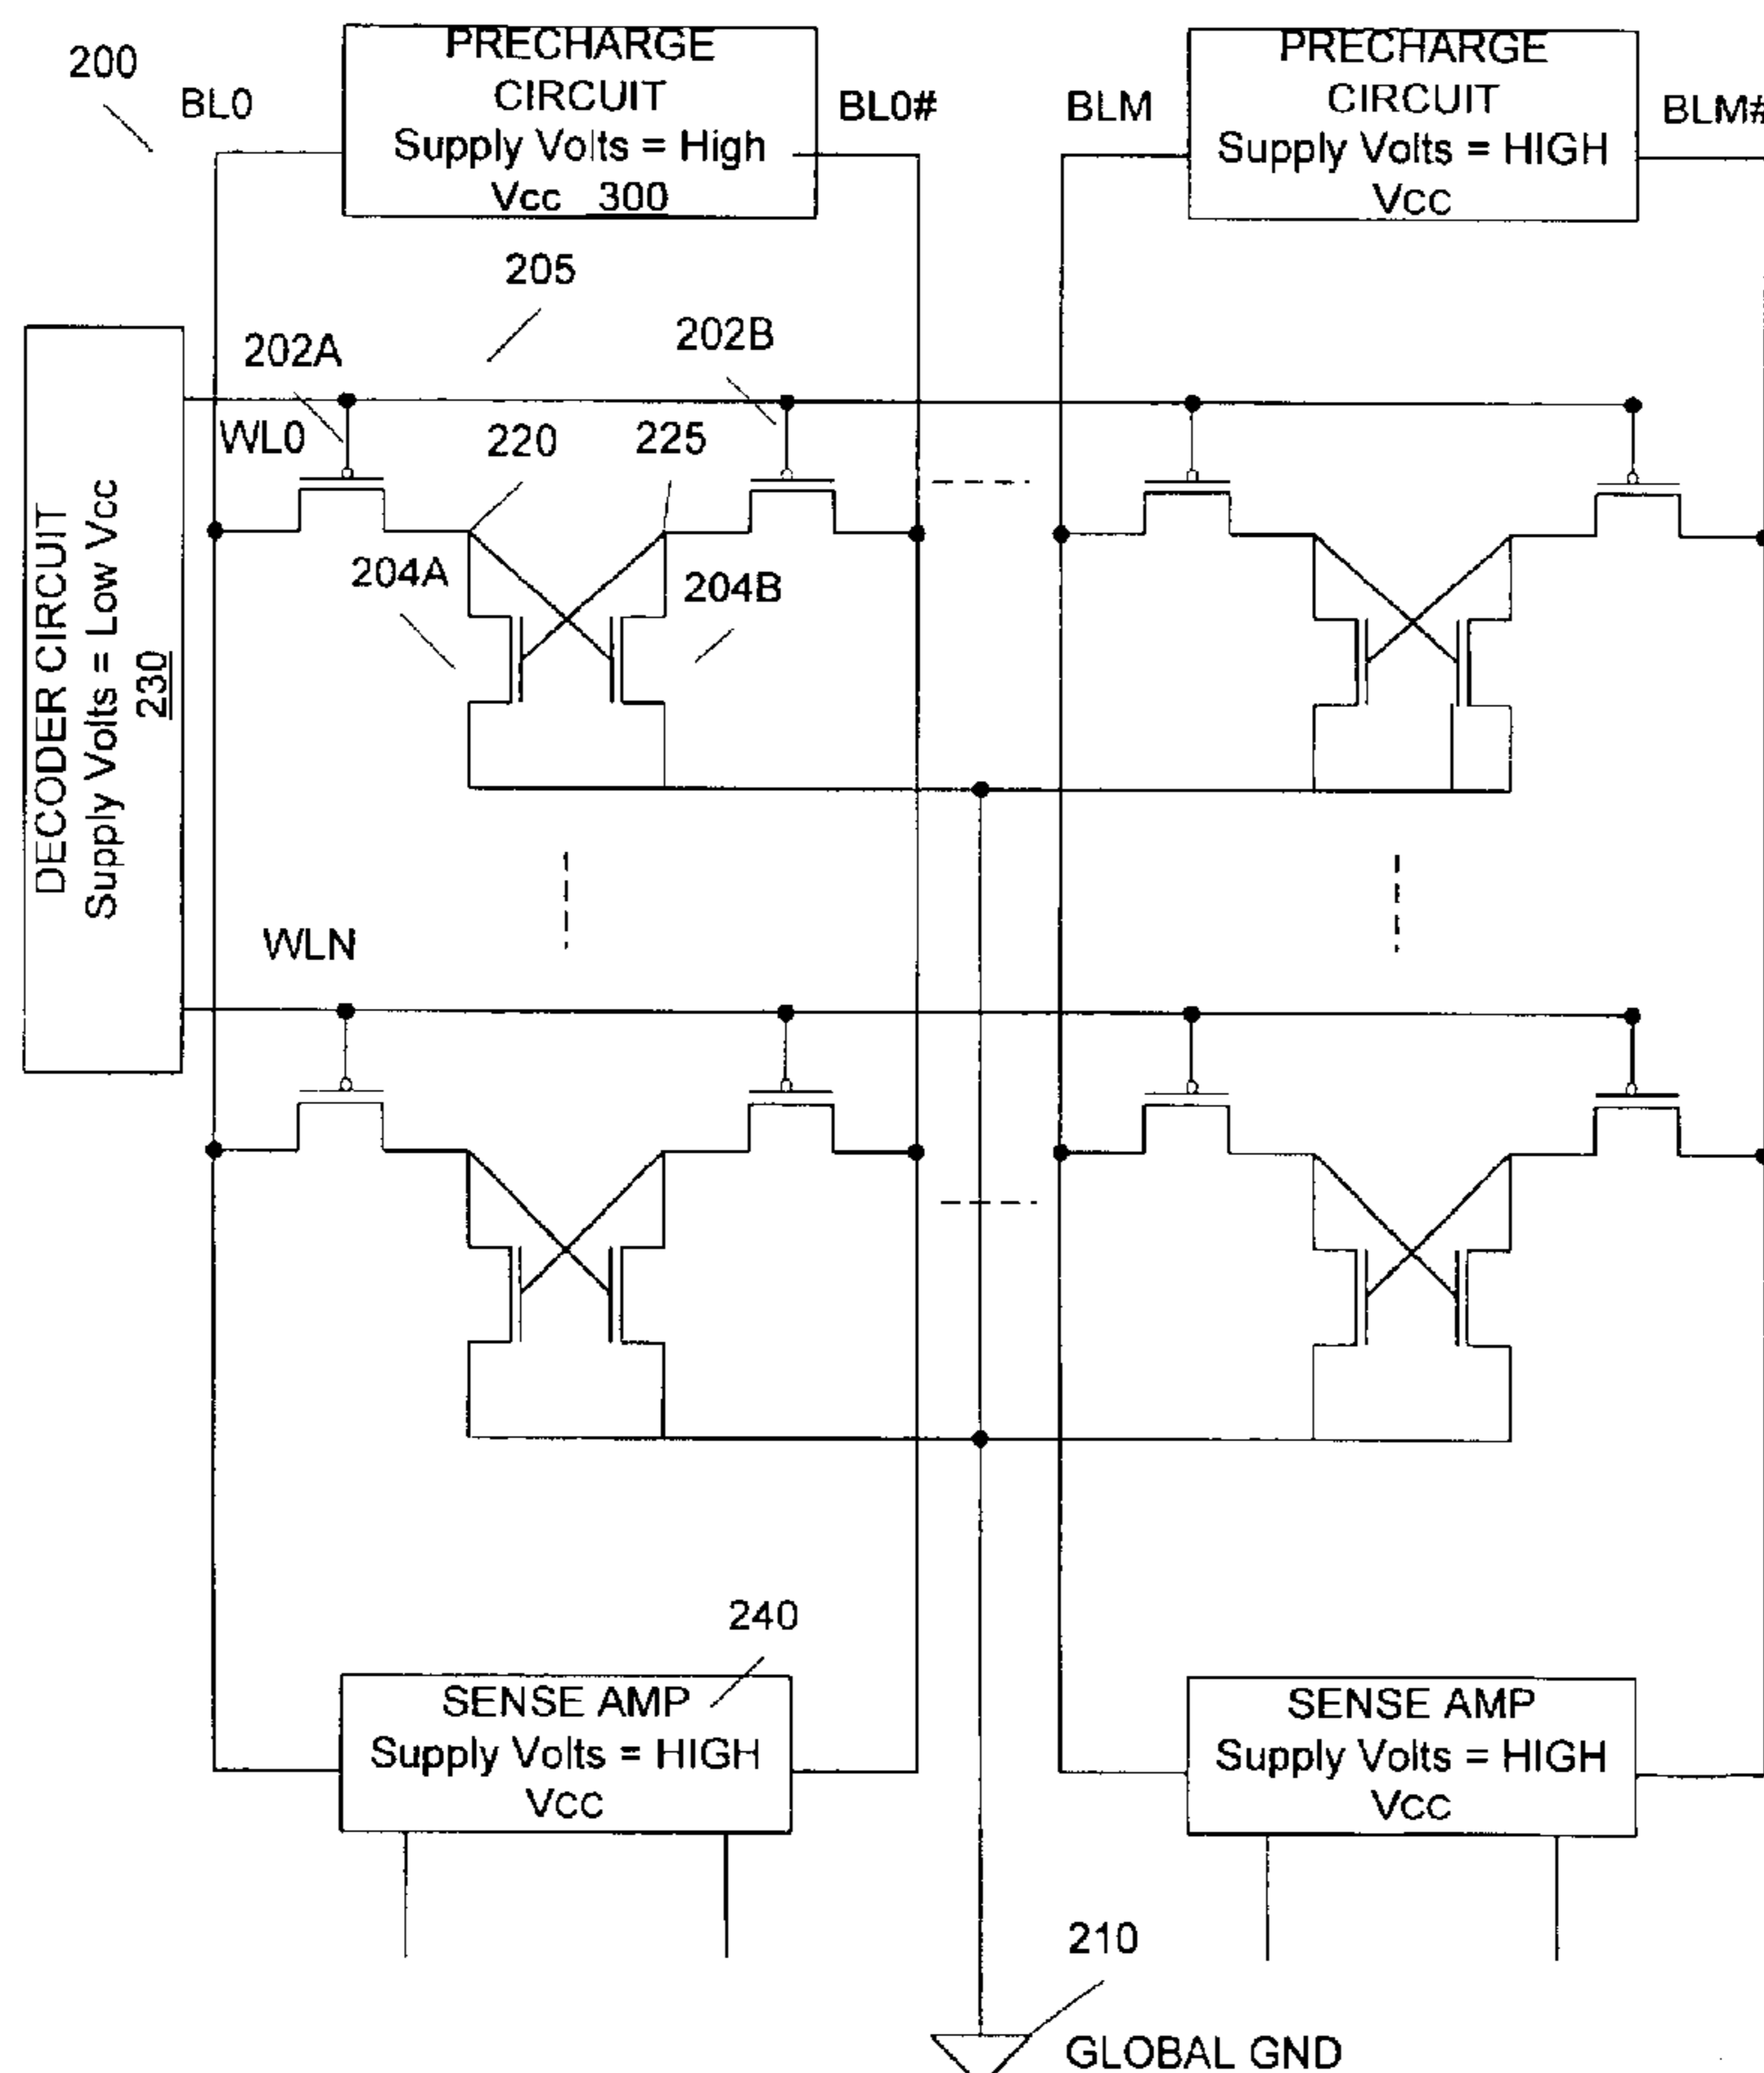 200
BL0
PRECHARGE
CIRCUIT
Supply Volts = High
Vcc 300
BL0#
BLM
PRECHARGE
CIRCUIT
Supply Volts = HIGH
Vcc
BLM#
205
202A
202B
WL0
220
225
204A
204B
DECODER CIRCUIT
Supply Volts = Low Vcc
230
WLN
240
SENSE AMP
Supply Volts = HIGH
Vcc
SENSE AMP
Supply Volts = HIGH
Vcc
210
GLOBAL GND